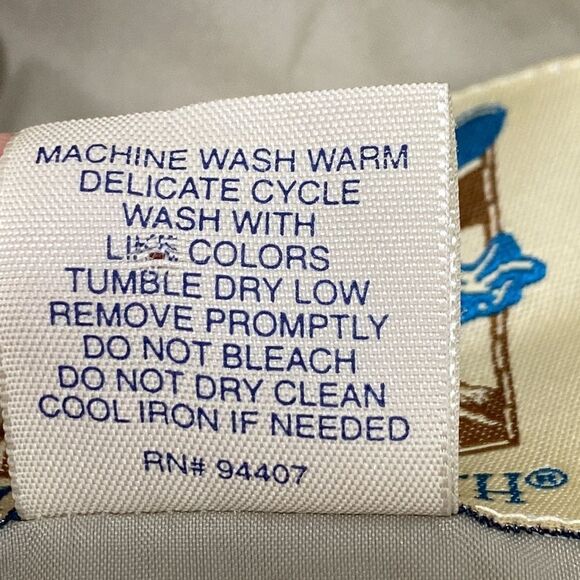 MACHINE WASH WARM
DELICATE CYCLE
WASH WITH
LIKE COLORS
TUMBLE DRY LOW
REMOVE PROMPTLY
DO NOT BLEACH
DO NOT DRY CLEAN
COOL IRON IF NEEDED
RN# 94407